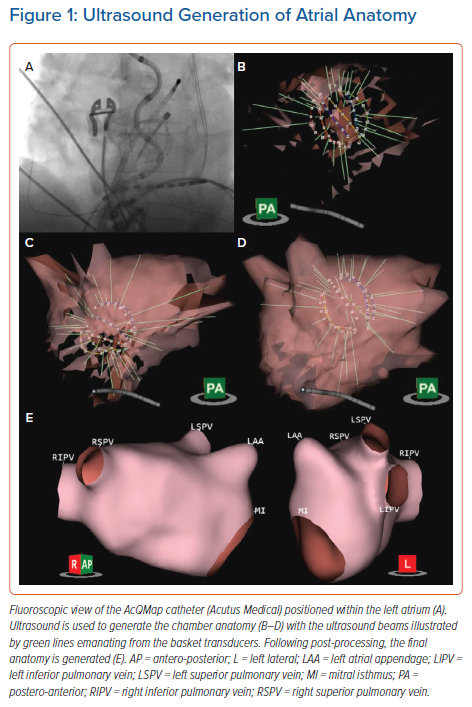 Figure 1: Ultrasound Generation of Atrial Anatomy
A
B
PA
C
D
PA
PA
E
LSPV
RSPV
LAA
RIPV
MI
R AP
LSPV
LAA
RSPV
RIPV
MI
LIPV
L
Fluoroscopic view of the AcQMap catheter (Acutus Medical) positioned within the left atrium (A).
Ultrasound is used to generate the chamber anatomy (B–D) with the ultrasound beams illustrated
by green lines emanating from the basket transducers. Following post-processing, the final
anatomy is generated (E). AP = antero-posterior; L = left lateral; LAA = left atrial appendage; LIPV =
left inferior pulmonary vein; LSPV = left superior pulmonary vein; MI = mitral isthmus; PA =
postero-anterior; RIPV = right inferior pulmonary vein; RSPV = right superior pulmonary vein.